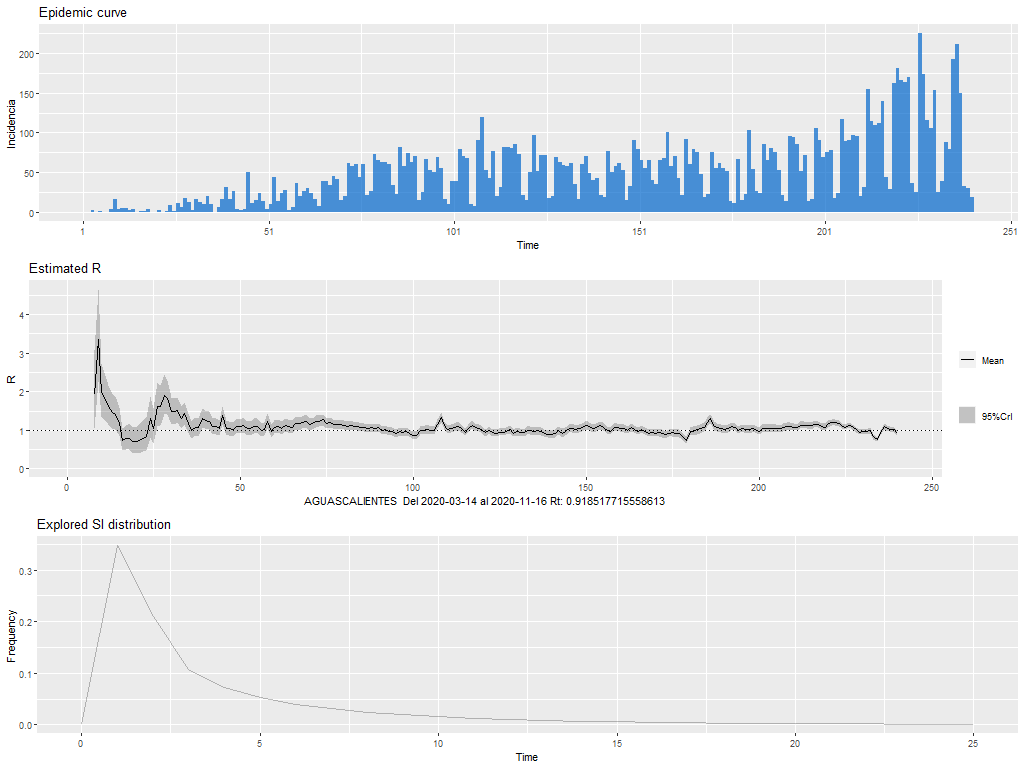 Epidemic curve
200
150
100
50
0
Incidencia
1
51
101
151
201
251
Time
Estimated R
4
3
2
1
0
R
Mean
95%CrI
0
50
100
150
200
250
AGUASCALIENTES Del 2020-03-14 al 2020-11-16 Rt: 0.918517715558613
Explored SI distribution
0.3
0.2
0.1
0.0
Frequency
0
5
10
15
20
25
Time